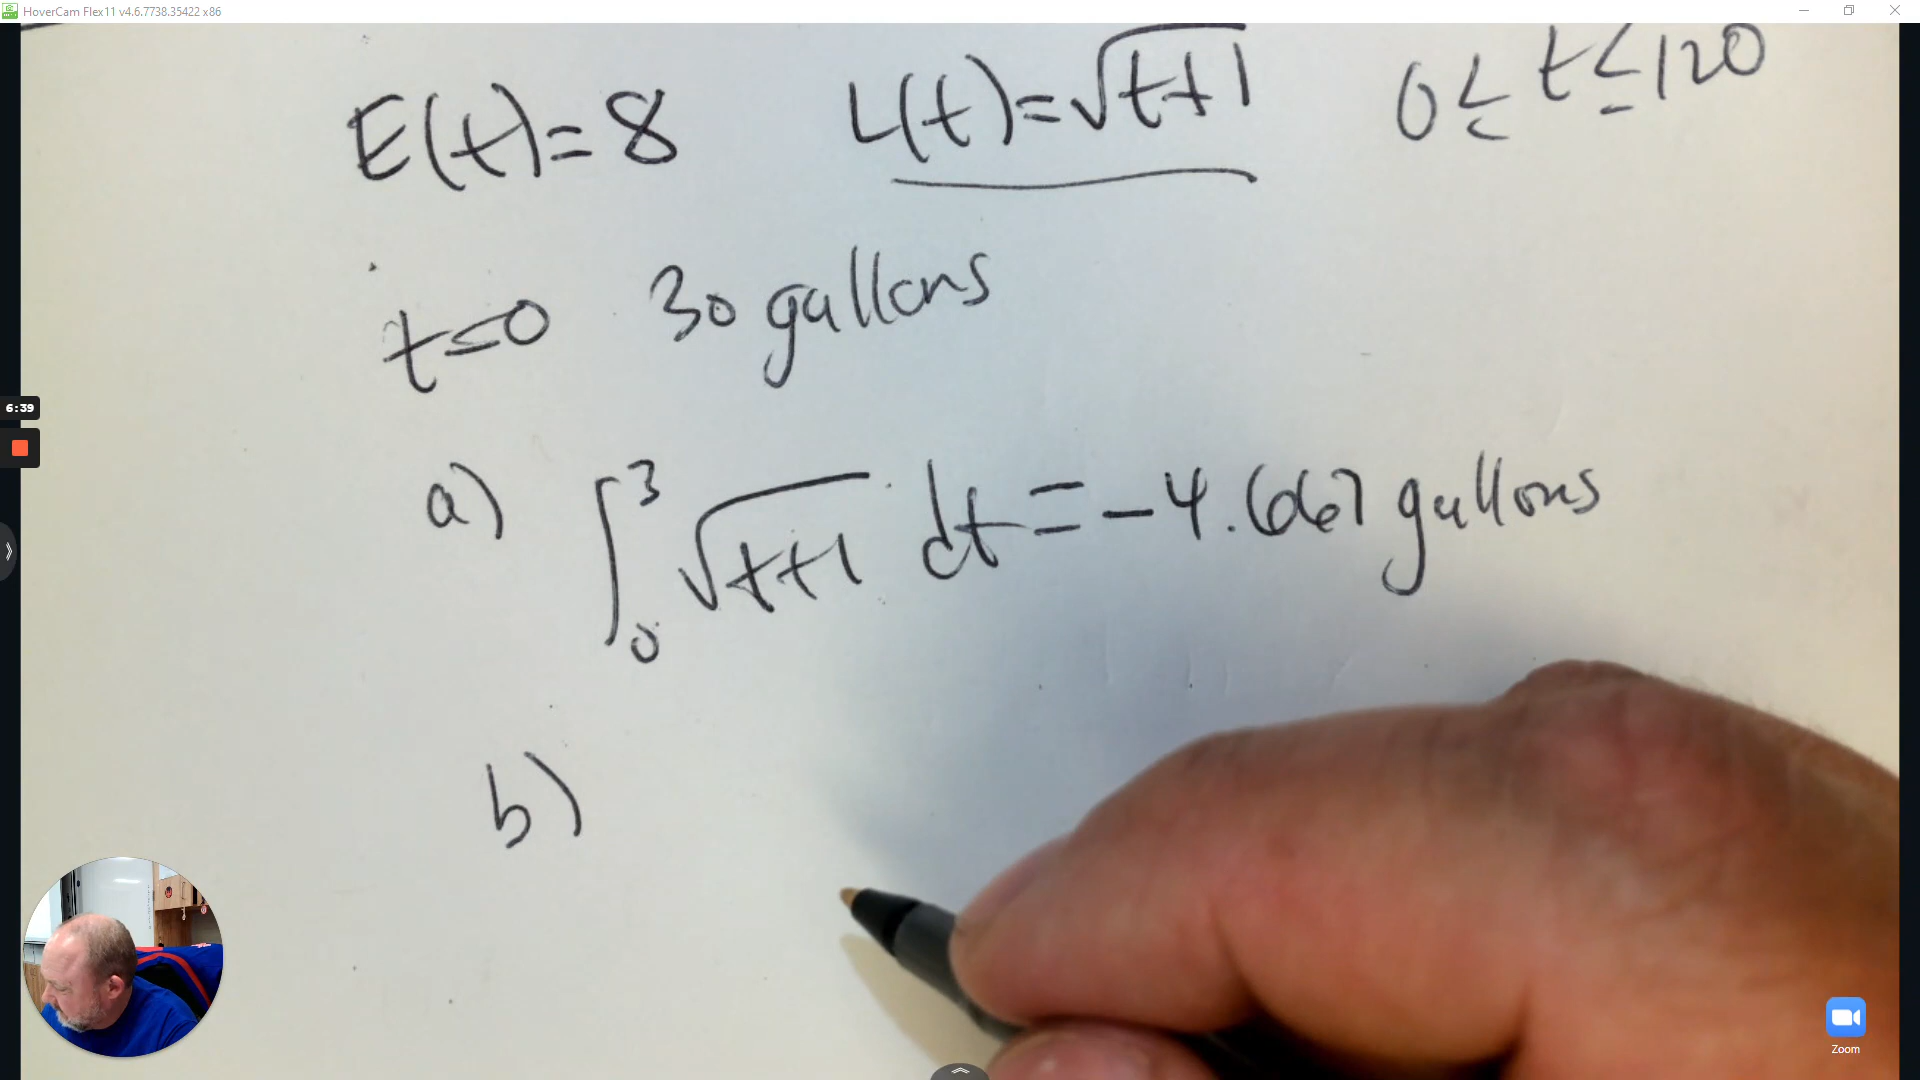 HoverCam Flex11 v4.6.7738.35422 x86
E(t)=8 L(t)=√t+1 0≤t≤120
t=0 30 gallons
6:39
a) ∫₀³ √t+1 dt = -4.667 gallons
b)
Zoom